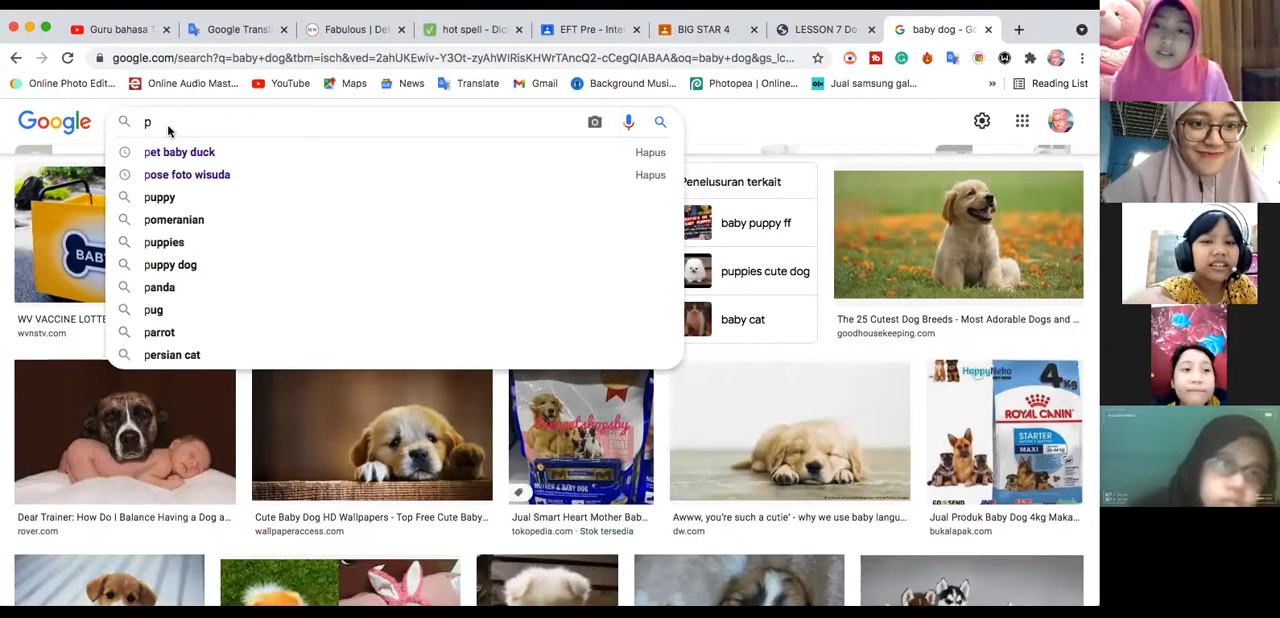 Guru bahasa T
Google Transl
Fabulous | Def
hot spell - Dic
EFT Pre - Inte
BIG STAR 4
LESSON 7 Do
baby dog - Go
google.com/search?q=baby+dog&tbm=isch&ved=2ahUKEwiv-Y3Ot-zyAhWIRisKHWrTAncQ2-cCegQIABAA&oq=baby+dog&gs_lc...
Online Photo Edit...
Online Audio Mast...
YouTube
Maps
News
Translate
Gmail
Background Musi...
Photopea | Online...
Jual samsung gal...
»
Reading List
Google
p
pet baby duck
Hapus
pose foto wisuda
Hapus
puppy
pomeranian
puppies
puppy dog
panda
pug
parrot
persian cat
Penelusuran terkait
baby puppy ff
puppies cute dog
baby cat
BAB
WV VACCINE LOTTE
wvnstv.com
The 25 Cutest Dog Breeds - Most Adorable Dogs and ...
goodhousekeeping.com
HappyNeko
4kg
ROYAL CANIN
STARTER
MAXI
Dear Trainer: How Do I Balance Having a Dog a...
rover.com
Cute Baby Dog HD Wallpapers - Top Free Cute Baby...
wallpaperaccess.com
Jual Smart Heart Mother Bab...
tokopedia.com · Stok tersedia
Awww, you're such a cutie' - why we use baby langu...
dw.com
Jual Produk Baby Dog 4kg Maka...
bukalapak.com